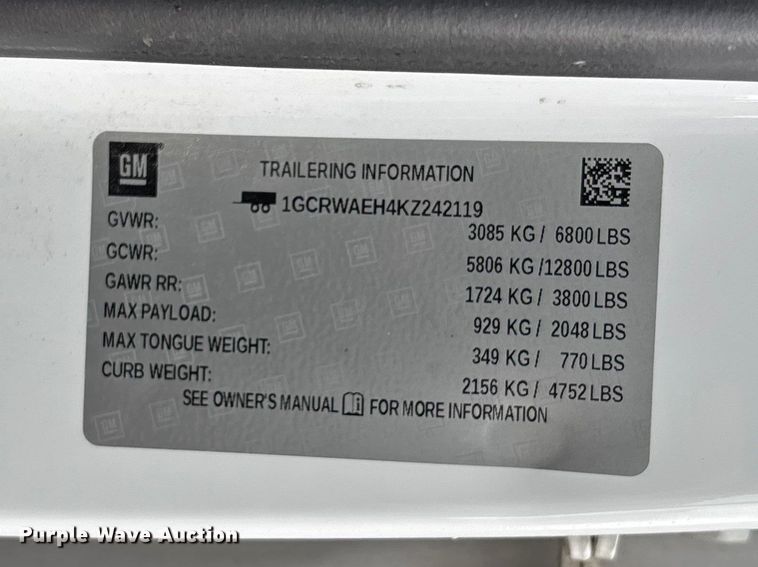 GM
TRAILERING INFORMATION
1GCRWAEH4KZ242119
GVWR: 3085 KG / 6800 LBS
GCWR: 5806 KG /12800 LBS
GAWR RR: 1724 KG / 3800 LBS
MAX PAYLOAD: 929 KG / 2048 LBS
MAX TONGUE WEIGHT: 349 KG / 770 LBS
CURB WEIGHT: 2156 KG / 4752 LBS
SEE OWNER'S MANUAL FOR MORE INFORMATION
Purple Wave Auction